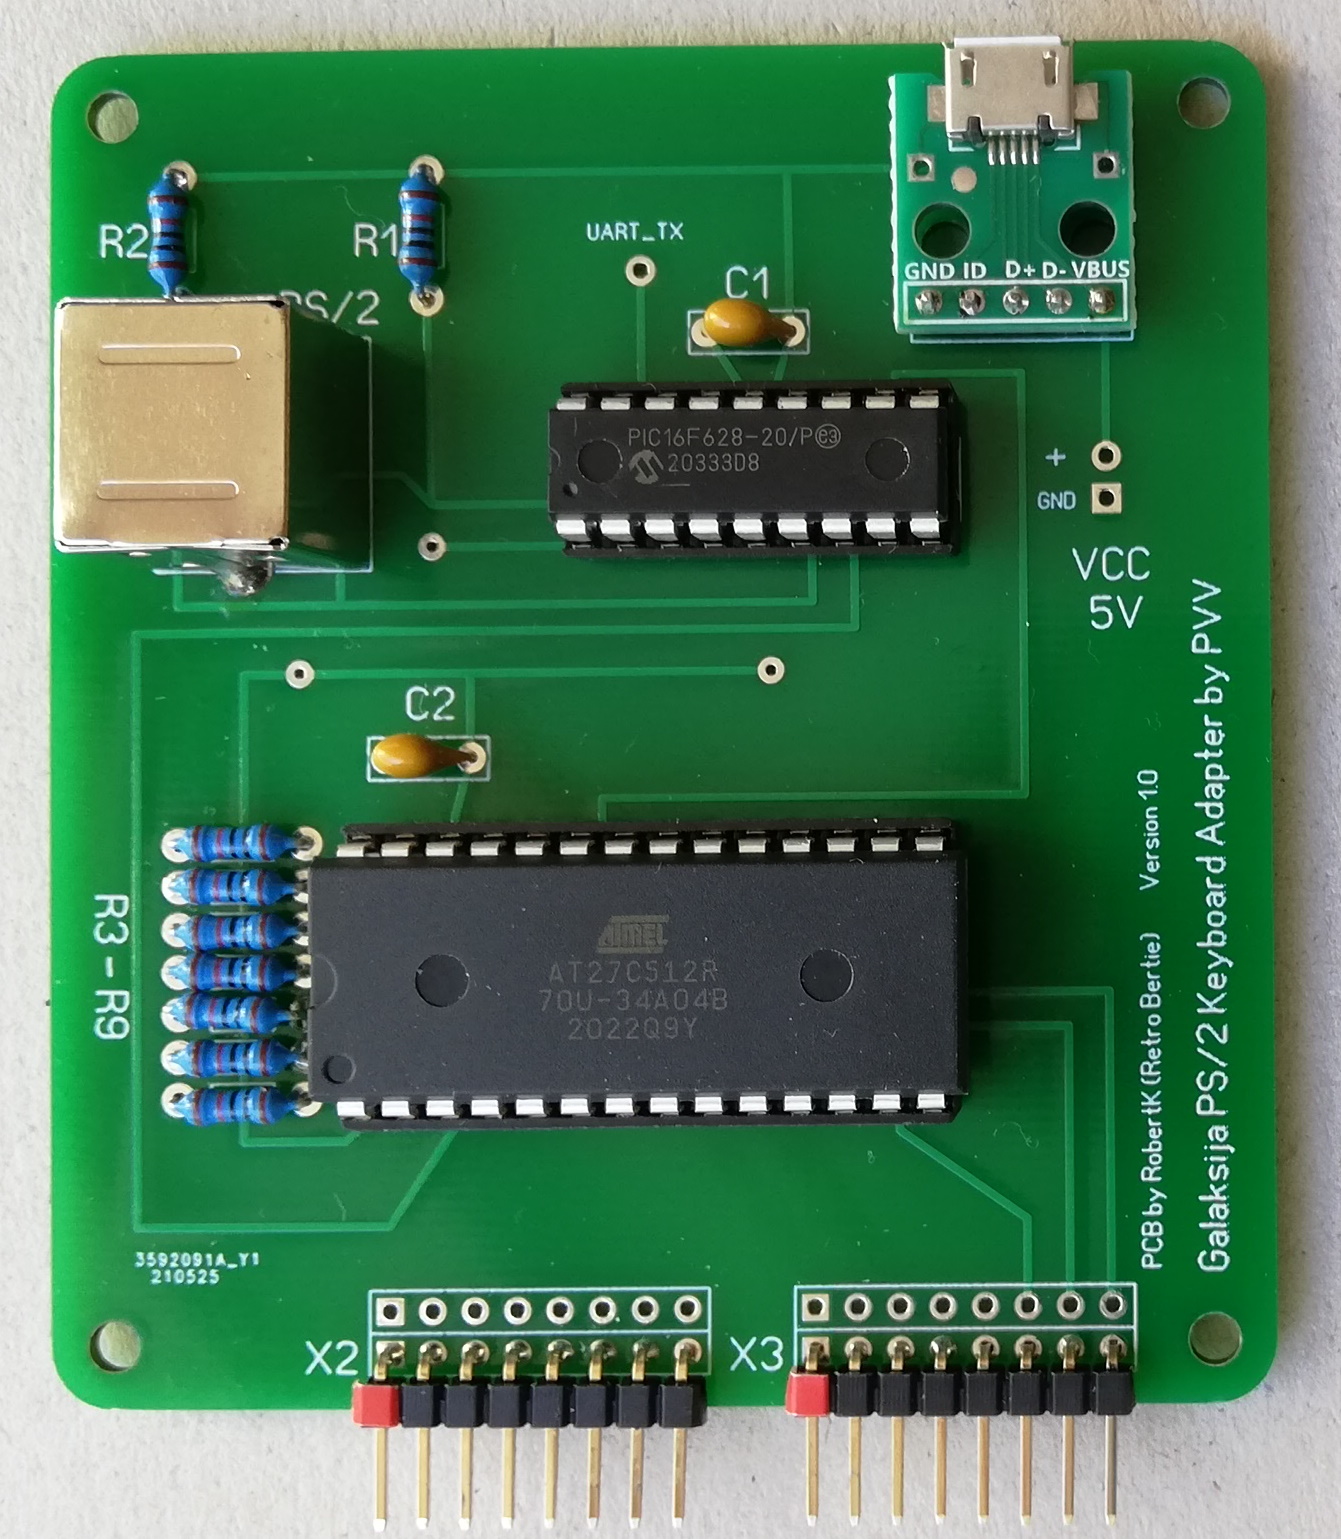 R2
R1
PS/2
UART_TX
C1
GND ID D+ D- VBUS
PIC16F628-20/P e3
20333D8
+
GND
VCC
5V
C2
R3-R9
ATMEL
AT27C512R
70U-34A04B
2022Q9Y
PCB by RobertK (Retro Bertie) Version 1.0
Galaksija PS/2 Keyboard Adapter by PVV
3592091A_Y1
210525
X2
X3